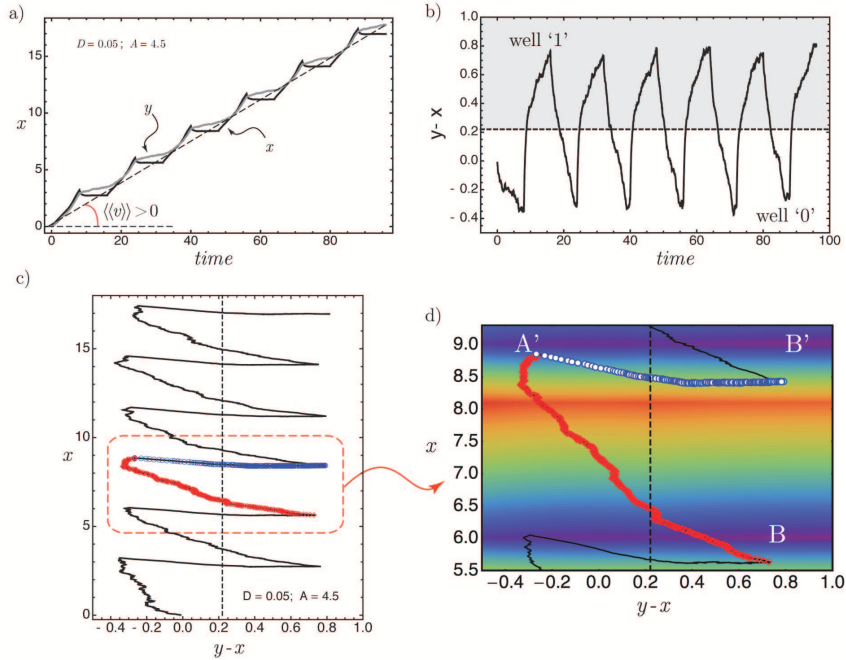 a)
D = 0.05 ; A = 4.5
15
10
5
0
x
y
x
⟨⟨v⟩⟩ > 0
0 20 40 60 80
time
b)
1.0
0.8
0.6
0.4
0.2
0.0
- 0.2
- 0.4
y- x
well ‘1’
well ‘0’
0 20 40 60 80 100
time
c)
15
10
5
0
x
D = 0.05; A = 4.5
- 0.4 - 0.2 0.0 0.2 0.4 0.6 0.8 1.0
y-x
d)
9.0
8.5
8.0
7.5
7.0
6.5
6.0
5.5
x
A’
B’
B
−0.4 −0.2 0.0 0.2 0.4 0.6 0.8 1.0
y-x